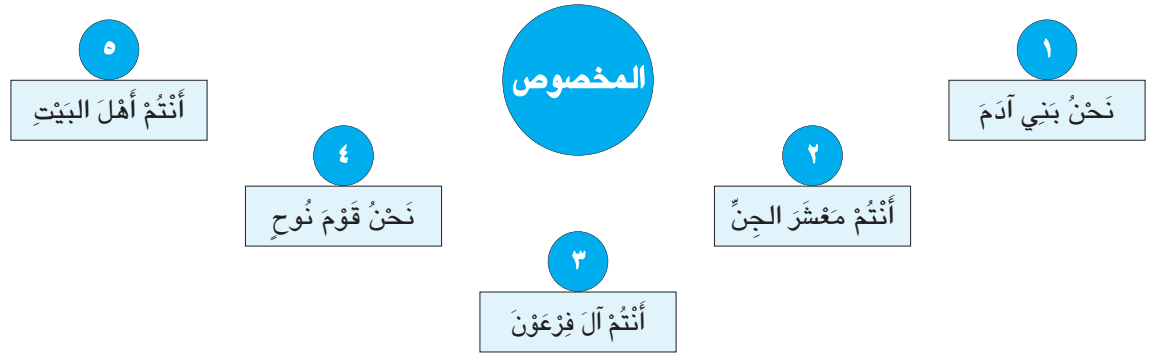 المخصوص
١
نَحْنُ بَنِي آدَمَ
٢
أَنْتُمْ مَعْشَرَ الجِنِّ
٣
أَنْتُمْ آلَ فِرْعَوْنَ
٤
نَحْنُ قَوْمَ نُوحٍ
٥
أَنْتُمْ أَهْلَ البَيْتِ